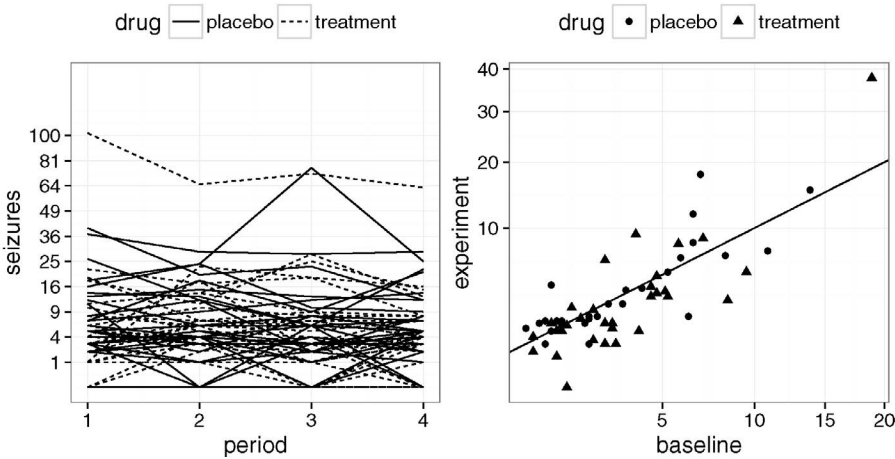 drug placebo treatment
seizures
100
81
64
49
36
25
16
9
4
1
1 2 3 4
period
drug placebo treatment
experiment
40
30
20
10
5 10 15 20
baseline